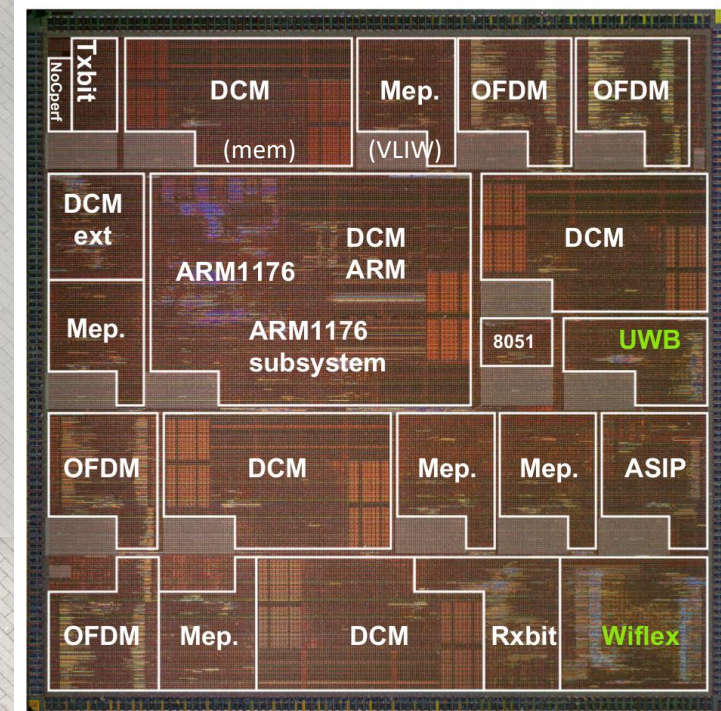 Txbit
NoCperf
DCM
(mem)
Mep.
(VLIW)
OFDM
OFDM
DCM
ext
ARM1176
DCM
ARM
ARM1176
subsystem
DCM
Mep.
8051
UWB
OFDM
DCM
Mep.
Mep.
ASIP
OFDM
Mep.
DCM
Rxbit
Wiflex